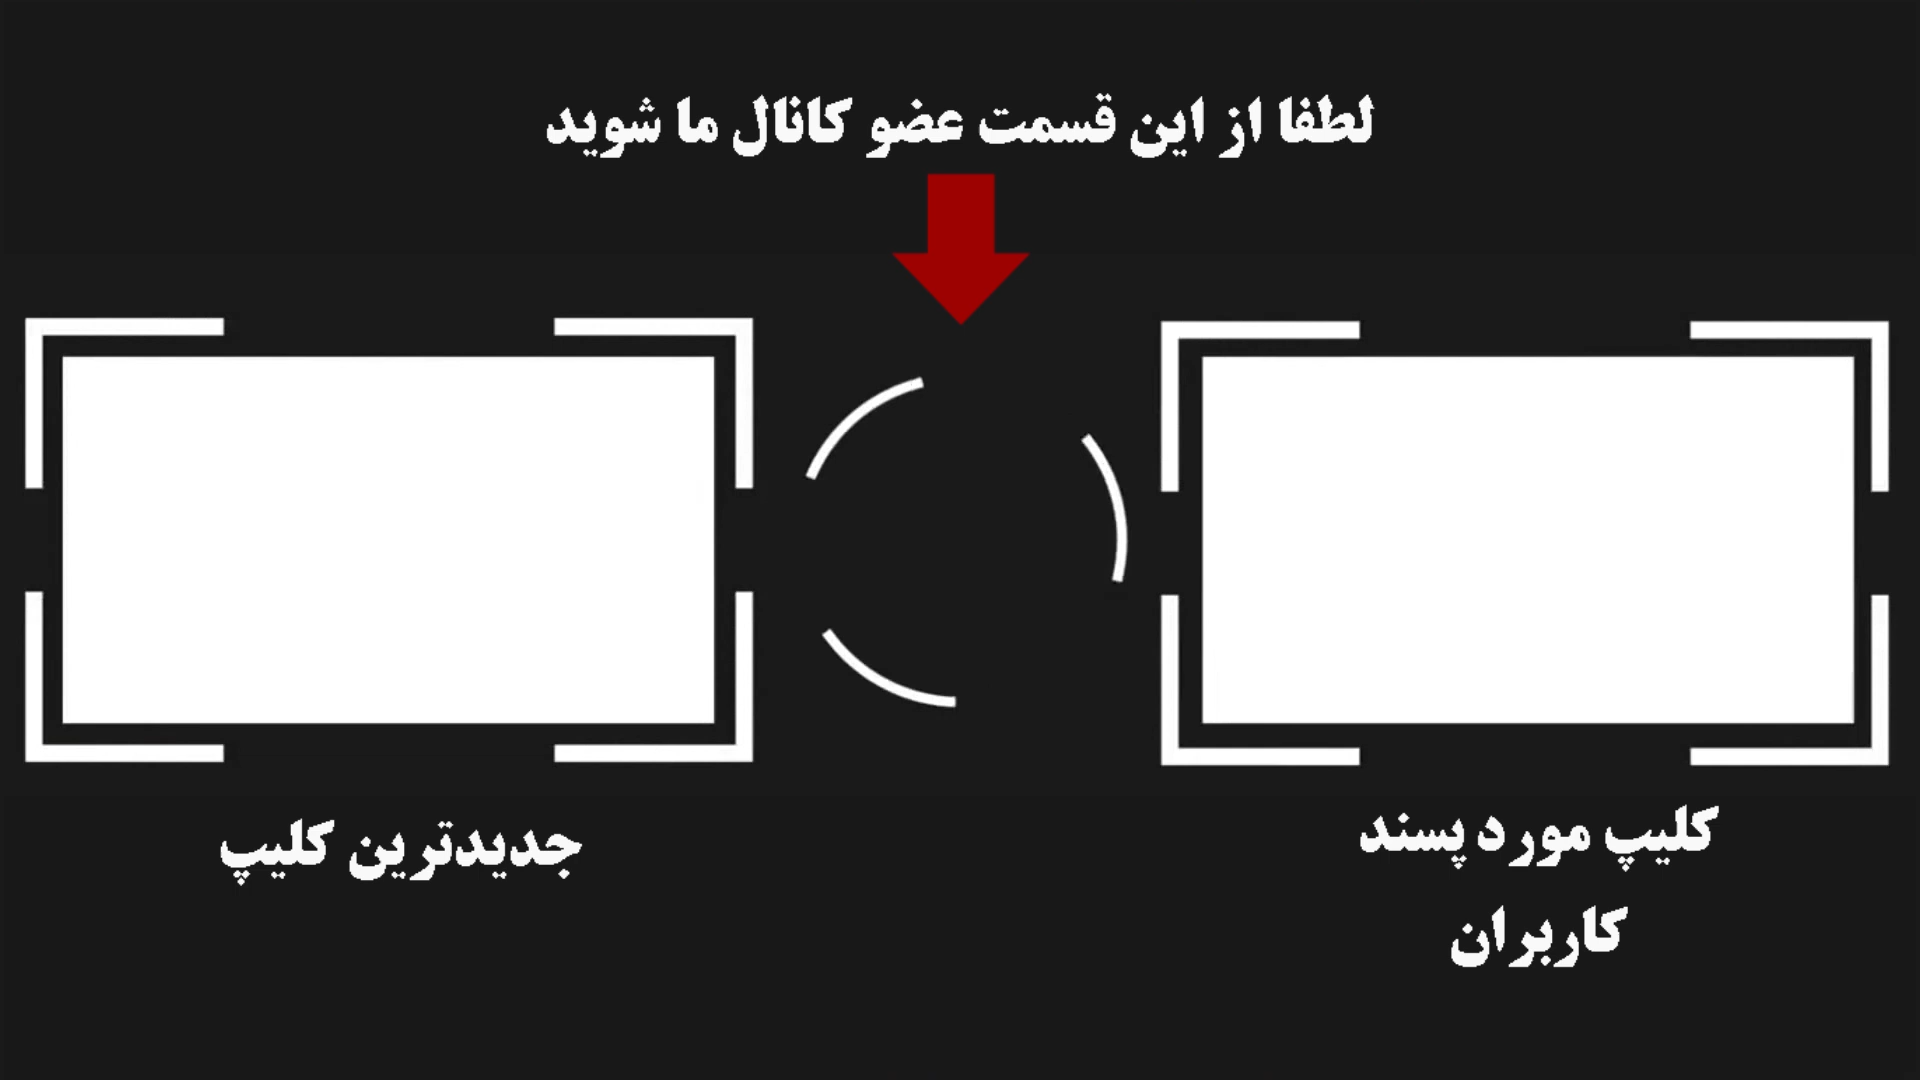 لطفا از این قسمت عضو کانال ما شوید
کلیپ مورد پسند
کاربران
جدیدترین کلیپ